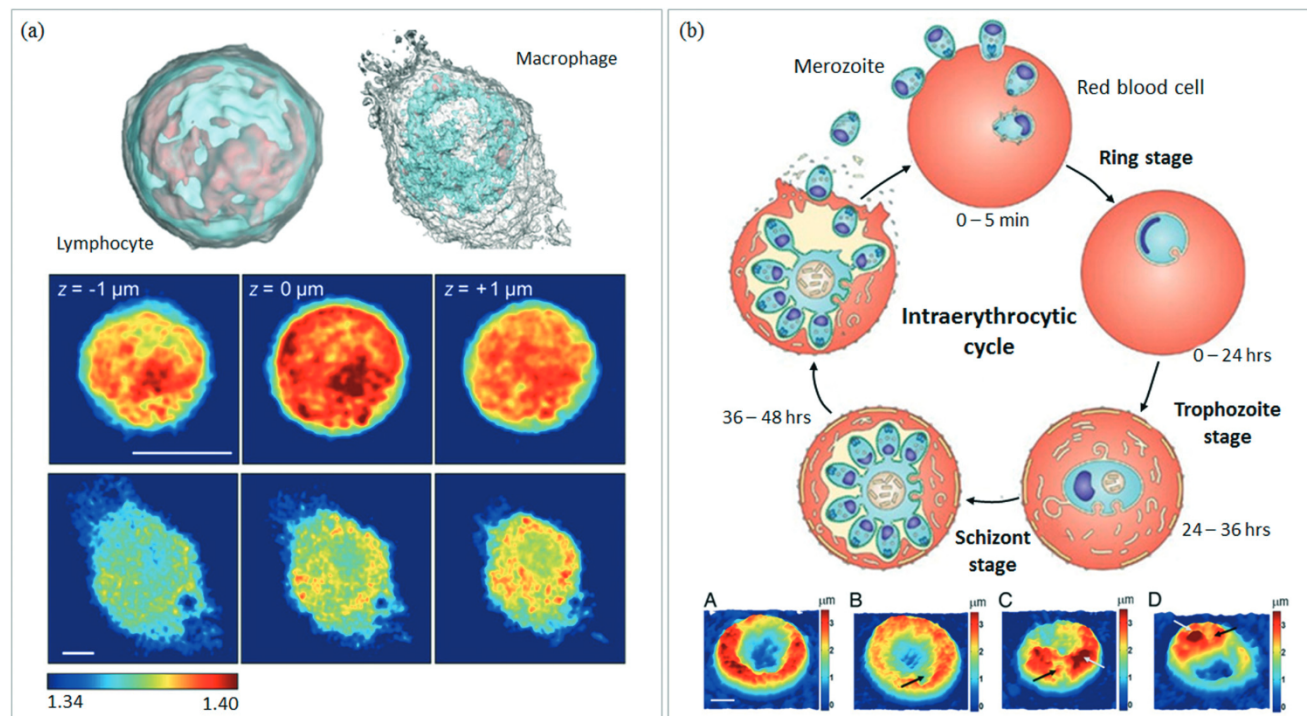 (a)
Lymphocyte
Macrophage
z = -1 μm
z = 0 μm
z = +1 μm
1.34
1.40
(b)
Merozoite
Red blood cell
Ring stage
0 – 5 min
Intraerythrocytic
cycle
0 – 24 hrs
Trophozoite
stage
36 – 48 hrs
Schizont
stage
24 – 36 hrs
A
μm
3
2
1
0
B
μm
3
2
1
0
C
μm
3
2
1
0
D
μm
3
2
1
0